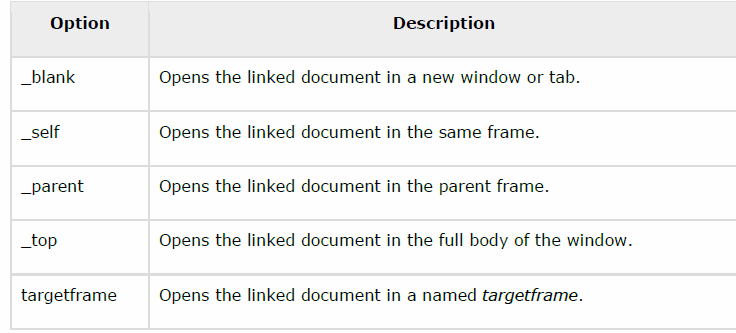 Option Description
_blank Opens the linked document in a new window or tab.
_self Opens the linked document in the same frame.
_parent Opens the linked document in the parent frame.
_top Opens the linked document in the full body of the window.
targetframe Opens the linked document in a named targetframe.